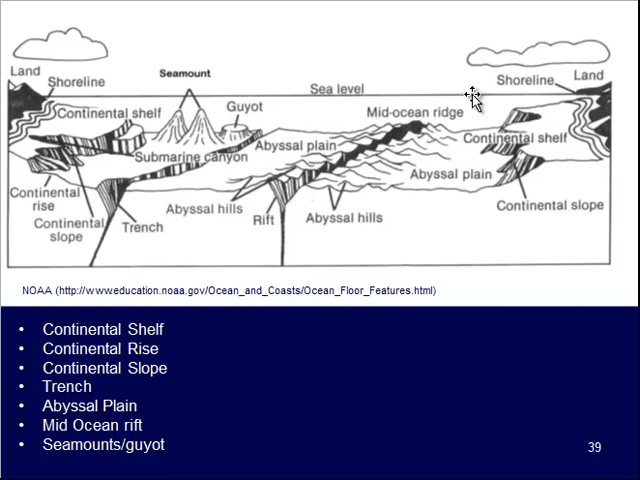 Land
Shoreline
Seamount
Sea level
Shoreline
Land
Continental shelf
Guyot
Mid-ocean ridge
Submarine canyon
Abyssal plain
Continental shelf
Abyssal plain
Continental rise
Continental slope
Trench
Abyssal hills
Rift
Abyssal hills
Continental slope
NOAA (http://www.education.noaa.gov/Ocean_and_Coasts/Ocean_Floor_Features.html)
• Continental Shelf
• Continental Rise
• Continental Slope
• Trench
• Abyssal Plain
• Mid Ocean rift
• Seamounts/guyot
39